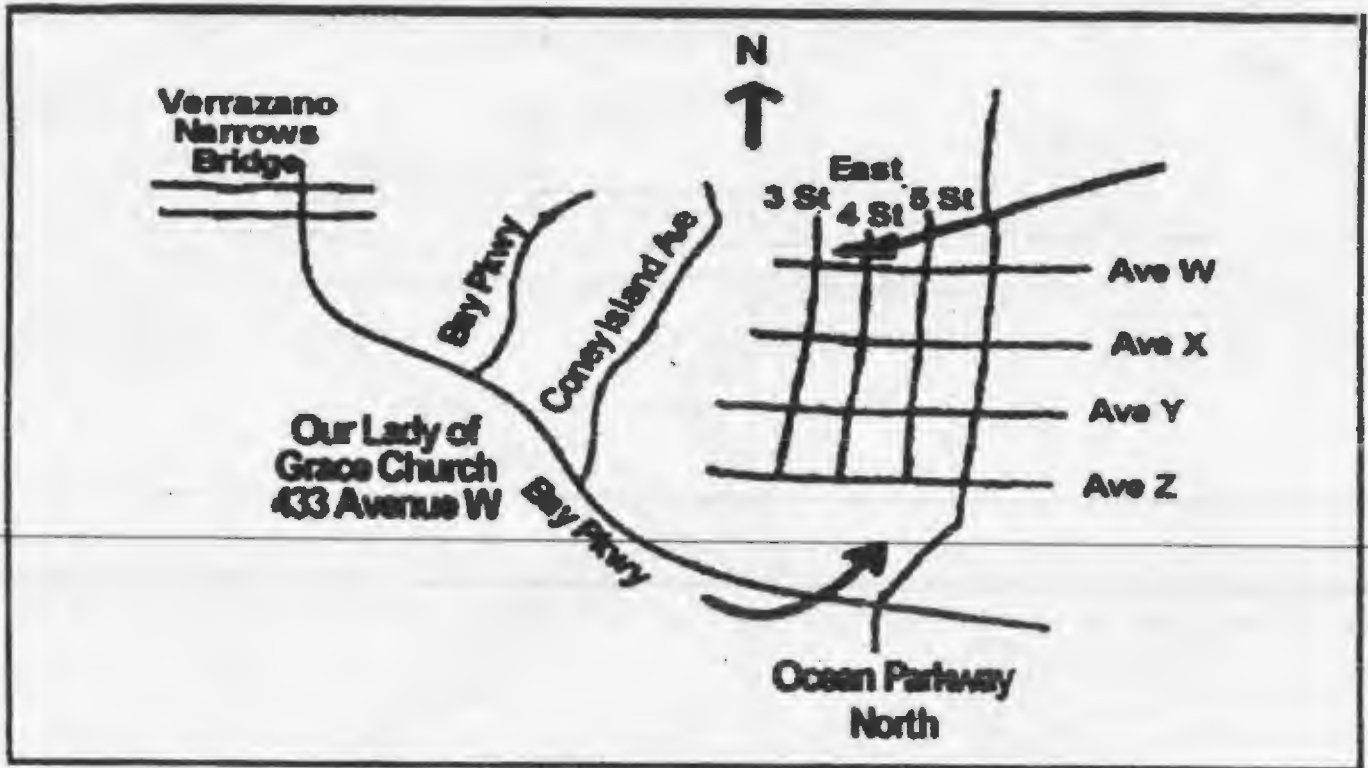 N
Verrazano
Narrows
Bridge
East
3 St
4 St
5 St
Bay Pkwy
Coney Island Ave
Ave W
Ave X
Ave Y
Ave Z
Our Lady of
Grace Church
433 Avenue W
Bay Pkwy
Ocean Parkway
North